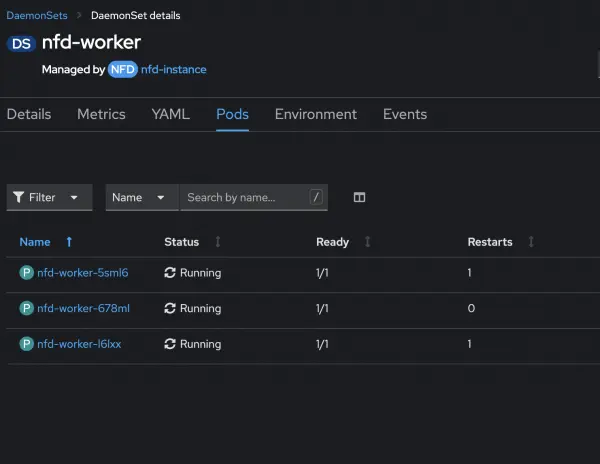 DaemonSets > DaemonSet details
DS nfd-worker
Managed by NFD nfd-instance
Details Metrics YAML Pods Environment Events
Filter Name Search by name... /
Name Status Ready Restarts
P nfd-worker-5sml6 Running 1/1 1
P nfd-worker-678ml Running 1/1 0
P nfd-worker-l6lxx Running 1/1 1